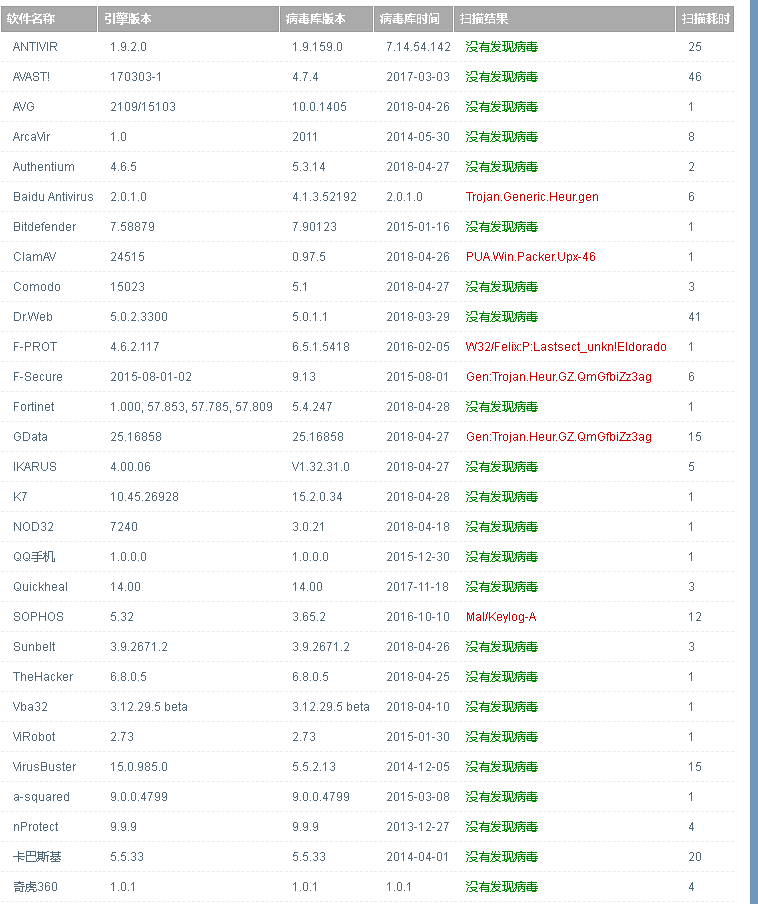 软件名称 引擎版本 病毒库版本 病毒库时间 扫描结果 扫描耗时
ANTIVIR 1.9.2.0 1.9.159.0 7.14.54.142 没有发现病毒 25
AVAST! 170303-1 4.7.4 2017-03-03 没有发现病毒 46
AVG 2109/15103 10.0.1405 2018-04-26 没有发现病毒 1
ArcaVir 1.0 2011 2014-05-30 没有发现病毒 8
Authentium 4.6.5 5.3.14 2018-04-27 没有发现病毒 2
Baidu Antivirus 2.0.1.0 4.1.3.52192 2.0.1.0 Trojan.Generic.Heur.gen 6
Bitdefender 7.58879 7.90123 2015-01-16 没有发现病毒 1
ClamAV 24515 0.97.5 2018-04-26 PUA.Win.Packer.Upx-46 1
Comodo 15023 5.1 2018-04-27 没有发现病毒 3
Dr.Web 5.0.2.3300 5.0.1.1 2018-03-29 没有发现病毒 41
F-PROT 4.6.2.117 6.5.1.5418 2016-02-05 W32/Felix:P:Lastsect_unkn!Eldorado 1
F-Secure 2015-08-01-02 9.13 2015-08-01 Gen:Trojan.Heur.GZ.QmGfbiZz3ag 6
Fortinet 1.000, 57.853, 57.785, 57.809 5.4.247 2018-04-28 没有发现病毒 1
GData 25.16858 25.16858 2018-04-27 Gen:Trojan.Heur.GZ.QmGfbiZz3ag 15
IKARUS 4.00.06 V1.32.31.0 2018-04-27 没有发现病毒 5
K7 10.45.26928 15.2.0.34 2018-04-28 没有发现病毒 1
NOD32 7240 3.0.21 2018-04-18 没有发现病毒 1
QQ手机 1.0.0.0 1.0.0.0 2015-12-30 没有发现病毒 1
Quickheal 14.00 14.00 2017-11-18 没有发现病毒 3
SOPHOS 5.32 3.65.2 2016-10-10 Mal/Keylog-A 12
Sunbelt 3.9.2671.2 3.9.2671.2 2018-04-26 没有发现病毒 3
TheHacker 6.8.0.5 6.8.0.5 2018-04-25 没有发现病毒 1
Vba32 3.12.29.5 beta 3.12.29.5 beta 2018-04-10 没有发现病毒 1
ViRobot 2.73 2.73 2015-01-30 没有发现病毒 1
VirusBuster 15.0.985.0 5.5.2.13 2014-12-05 没有发现病毒 15
a-squared 9.0.0.4799 9.0.0.4799 2015-03-08 没有发现病毒 1
nProtect 9.9.9 9.9.9 2013-12-27 没有发现病毒 4
卡巴斯基 5.5.33 5.5.33 2014-04-01 没有发现病毒 20
奇虎360 1.0.1 1.0.1 1.0.1 没有发现病毒 4